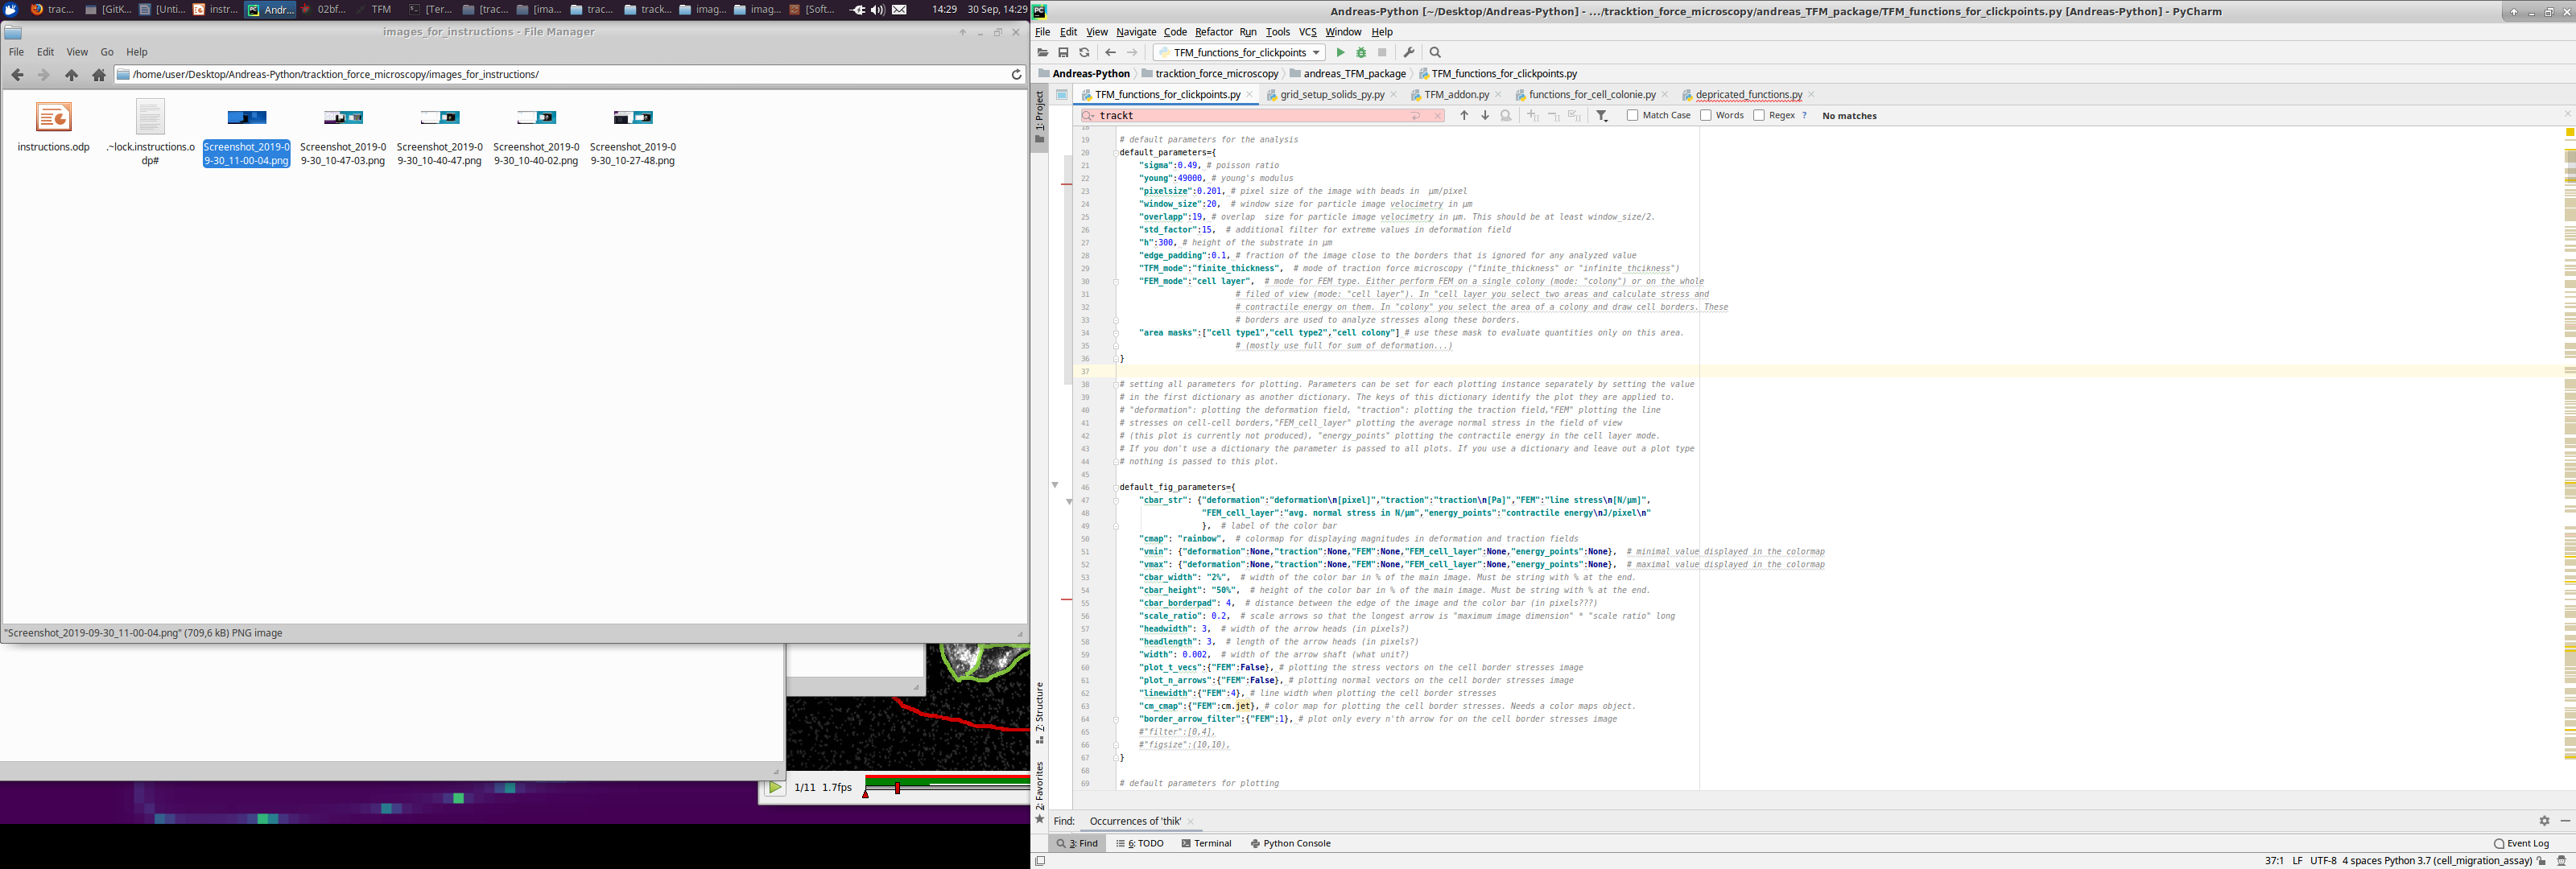 trac...
[GitK...
[Unti...
instr...
Andr...
02bf...
TFM
[Ter...
[trac...
[ima...
trac...
track...
imag...
imag...
[Soft...
14:29
30 Sep, 14:29
images_for_instructions - File Manager
File Edit View Go Help
/home/user/Desktop/Andreas-Python/tracktion_force_microscopy/images_for_instructions/
instructions.odp
.~lock.instructions.o
dp#
Screenshot_2019-0
9-30_11-00-04.png
Screenshot_2019-0
9-30_10-47-03.png
Screenshot_2019-0
9-30_10-40-47.png
Screenshot_2019-0
9-30_10-40-02.png
Screenshot_2019-0
9-30_10-27-48.png
"Screenshot_2019-09-30_11-00-04.png" (709,6 kB) PNG image
1/11 1.7fps
Andreas-Python [~/Desktop/Andreas-Python] - .../tracktion_force_microscopy/andreas_TFM_package/TFM_functions_for_clickpoints.py [Andreas-Python] - PyCharm
File Edit View Navigate Code Refactor Run Tools VCS Window Help
TFM_functions_for_clickpoints
Andreas-Python tracktion_force_microscopy andreas_TFM_package TFM_functions_for_clickpoints.py
TFM_functions_for_clickpoints.py grid_setup_solids_py.py TFM_addon.py functions_for_cell_colonie.py depricated_functions.py
trackt Match Case Words Regex ? No matches
1: Project
18
19 # default parameters for the analysis
20 default_parameters={
21 "sigma":0.49, # poisson ratio
22 "young":49000, # young's modulus
23 "pixelsize":0.201, # pixel size of the image with beads in µm/pixel
24 "window_size":20, # window size for particle image velocimetry in µm
25 "overlapp":19, # overlap size for particle image velocimetry in µm. This should be at least window_size/2.
26 "std_factor":15, # additional filter for extreme values in deformation field
27 "h":300, # height of the substrate in µm
28 "edge_padding":0.1, # fraction of the image close to the borders that is ignored for any analyzed value
29 "TFM_mode":"finite_thickness", # mode of traction force microscopy ("finite_thickness" or "infinite_thcikness")
30 "FEM_mode":"cell layer", # mode for FEM type. Either perform FEM on a single colony (mode: "colony") or on the whole
31 # filed of view (mode: "cell layer"). In "cell layer you select two areas and calculate stress and
32 # contractile energy on them. In "colony" you select the area of a colony and draw cell borders. These
33 # borders are used to analyze stresses along these borders.
34 "area masks":["cell type1","cell type2","cell colony"] # use these mask to evaluate quantities only on this area.
35 # (mostly use full for sum of deformation...)
36 }
37
38 # setting all parameters for plotting. Parameters can be set for each plotting instance separately by setting the value
39 # in the first dictionary as another dictionary. The keys of this dictionary identify the plot they are applied to.
40 # "deformation": plotting the deformation field, "traction": plotting the traction field,"FEM" plotting the line
41 # stresses on cell-cell borders,"FEM_cell_layer" plotting the average normal stress in the field of view
42 # (this plot is currently not produced), "energy_points" plotting the contractile energy in the cell layer mode.
43 # If you don't use a dictionary the parameter is passed to all plots. If you use a dictionary and leave out a plot type
44 # nothing is passed to this plot.
45
46 default_fig_parameters={
47 "cbar_str": {"deformation":"deformation\n[pixel]","traction":"traction\n[Pa]","FEM":"line stress\n[N/µm]",
48 "FEM_cell_layer":"avg. normal stress in N/µm","energy_points":"contractile energy\nJ/pixel\n"
49 }, # label of the color bar
50 "cmap": "rainbow", # colormap for displaying magnitudes in deformation and traction fields
51 "vmin": {"deformation":None,"traction":None,"FEM":None,"FEM_cell_layer":None,"energy_points":None}, # minimal value displayed in the colormap
52 "vmax": {"deformation":None,"traction":None,"FEM":None,"FEM_cell_layer":None,"energy_points":None}, # maximal value displayed in the colormap
53 "cbar_width": "2%", # width of the color bar in % of the main image. Must be string with % at the end.
54 "cbar_height": "50%", # height of the color bar in % of the main image. Must be string with % at the end.
55 "cbar_borderpad": 4, # distance between the edge of the image and the color bar (in pixels???)
56 "scale_ratio": 0.2, # scale arrows so that the longest arrow is "maximum image dimension" * "scale ratio" long
57 "headwidth": 3, # width of the arrow heads (in pixels?)
58 "headlength": 3, # length of the arrow heads (in pixels?)
59 "width": 0.002, # width of the arrow shaft (what unit?)
60 "plot_t_vecs":{"FEM":False}, # plotting the stress vectors on the cell border stresses image
61 "plot_n_arrows":{"FEM":False}, # plotting normal vectors on the cell border stresses image
62 "linewidth":{"FEM":4}, # line width when plotting the cell border stresses
63 "cm_cmap":{"FEM":cm.jet}, # color map for plotting the cell border stresses. Needs a color maps object.
64 "border_arrow_filter":{"FEM":1}, # plot only every n'th arrow for on the cell border stresses image
65 #"filter":[0,4],
66 #"figsize":(10,10),
67 }
68
69 # default parameters for plotting
7: Structure
2: Favorites
Find: Occurrences of 'thik'
3: Find 6: TODO Terminal Python Console Event Log
37:1 LF UTF-8 4 spaces Python 3.7 (cell_migration_assay)